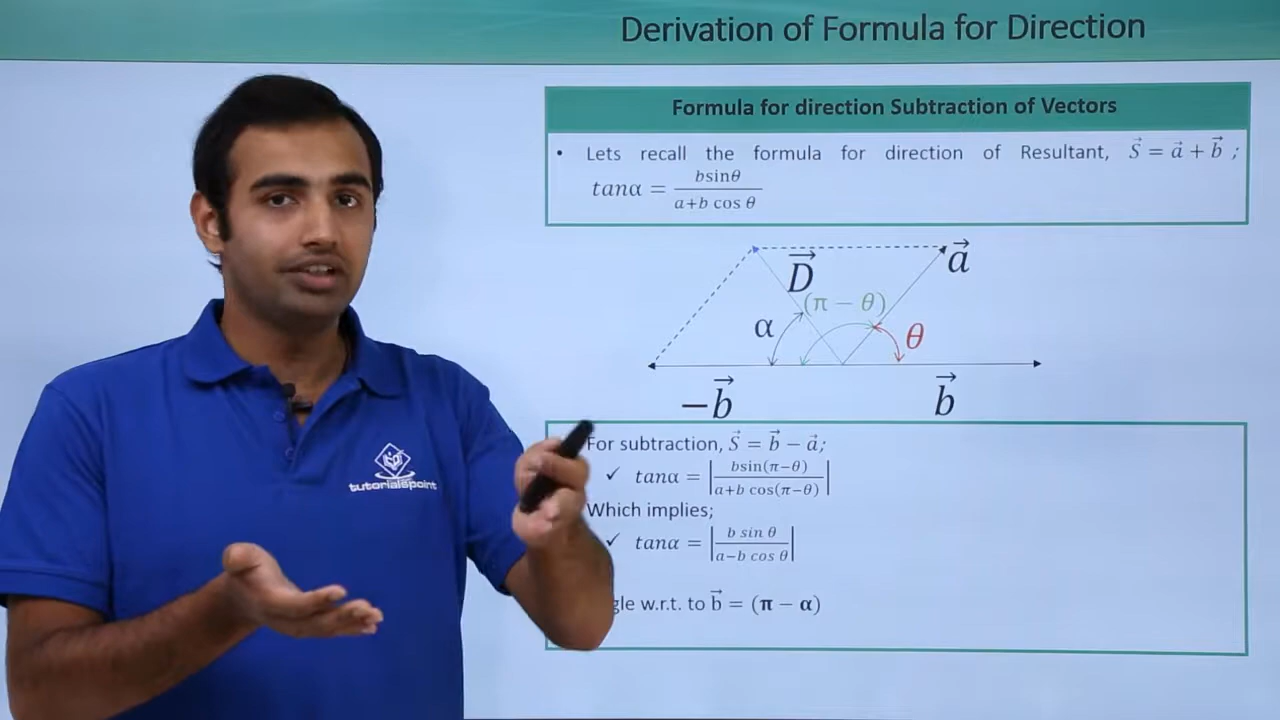 Derivation of Formula for Direction
Formula for direction Subtraction of Vectors
• Lets recall the formula for direction of Resultant, S⃗ = a⃗ + b⃗ ;
tanα = bsinθ / a+b cos θ
D⃗
a⃗
(π − θ)
α
θ
−b⃗
b⃗
For subtraction, S⃗ = b⃗ − a⃗;
✓ tanα = |bsin(π−θ) / a+b cos(π−θ)|
Which implies;
✓ tanα = |b sin θ / a−b cos θ|
w.r.t. to b⃗ = (π − α)
tutorialspoint